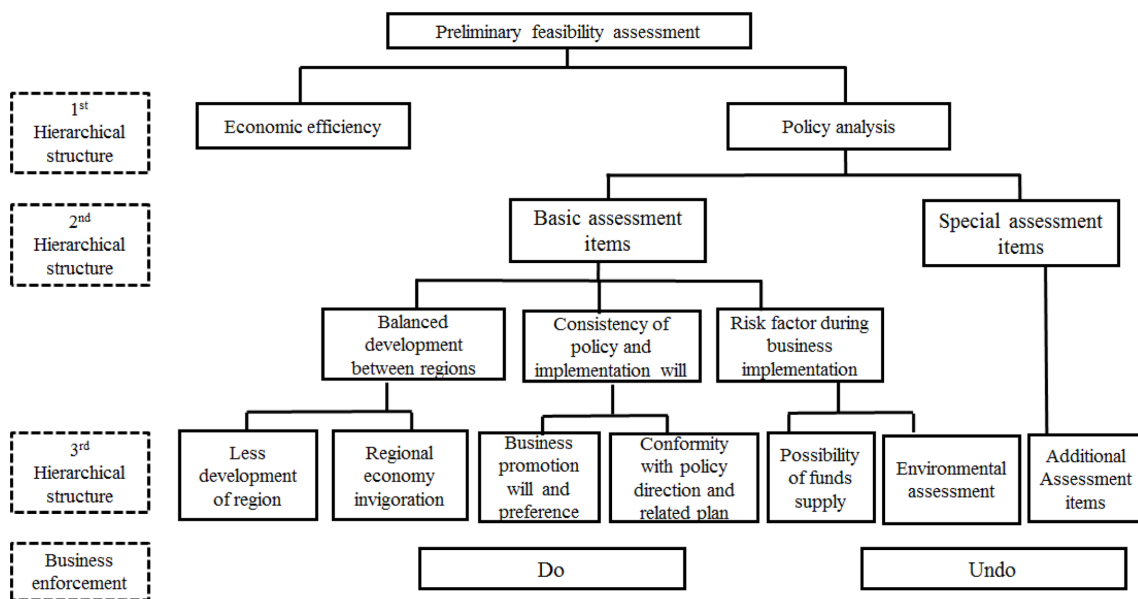 Preliminary feasibility assessment
1st
Hierarchical
structure
Economic efficiency
Policy analysis
2nd
Hierarchical
structure
Basic assessment
items
Special assessment
items
Balanced
development
between regions
Consistency of
policy and
implementation will
Risk factor during
business
implementation
3rd
Hierarchical
structure
Less
development
of region
Regional
economy
invigoration
Business
promotion
will and
preference
Conformity
with policy
direction and
related plan
Possibility
of funds
supply
Environmental
assessment
Additional
Assessment
items
Business
enforcement
Do
Undo